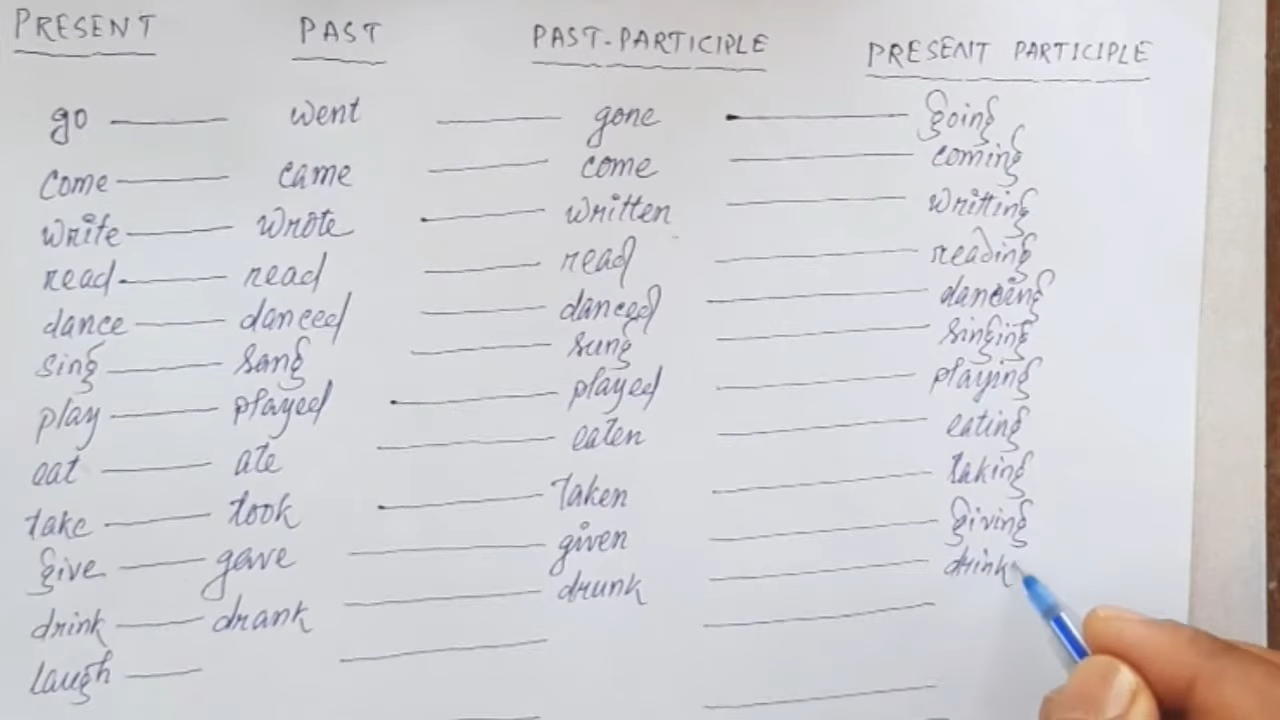 PRESENT PAST PAST-PARTICIPLE PRESENT PARTICIPLE
go — went — gone — going
come — came — come — coming
write — wrote — written — writting
read — read — read — reading
dance — danced — danced — dancing
sing — sang — sung — singing
play — played — played — playing
eat — ate — eaten — eating
take — took — taken — taking
give — gave — given — giving
drink — drank — drunk — drink
laugh —